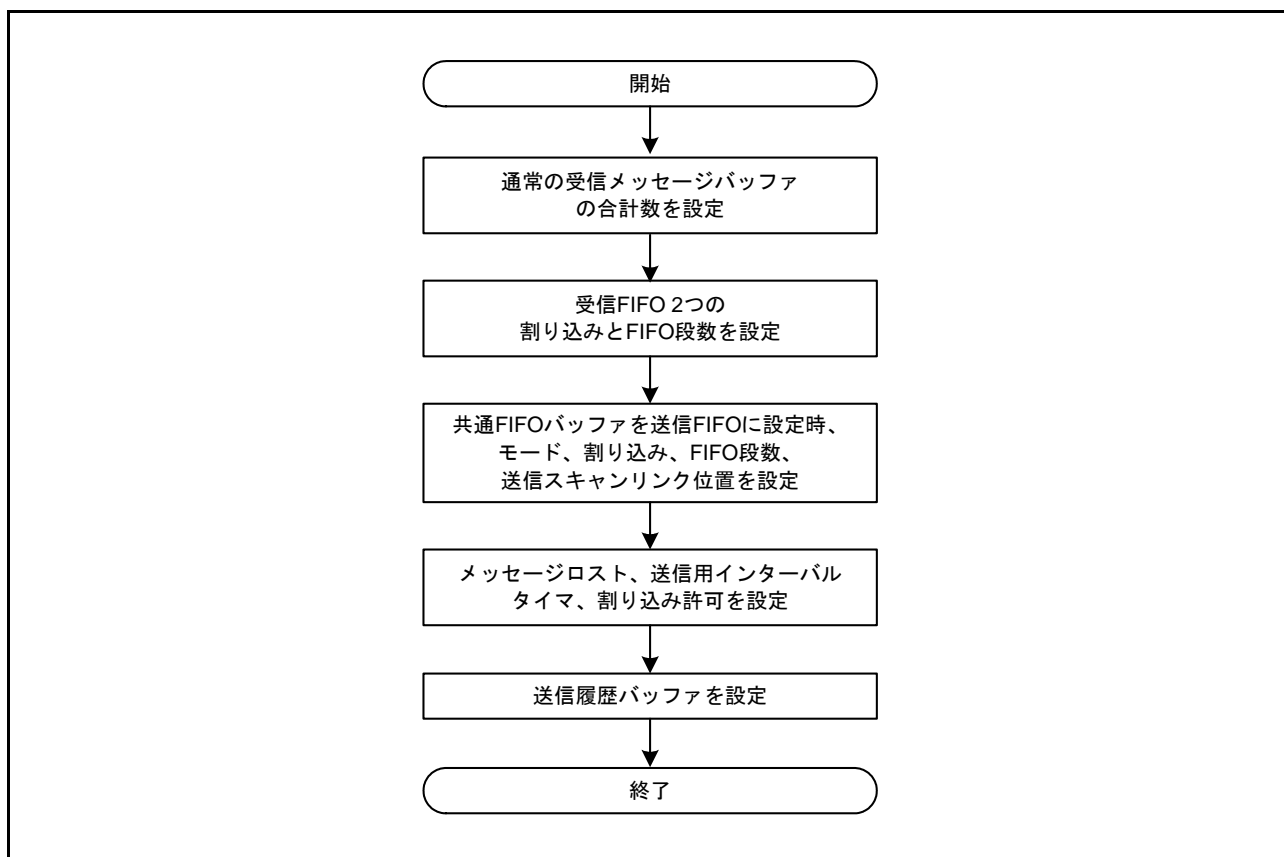 開始
通常の受信メッセージバッファ
の合計数を設定
受信FIFO 2つの
割り込みとFIFO段数を設定
共通FIFOバッファを送信FIFOに設定時、
モード、割り込み、FIFO段数、
送信スキャンリンク位置を設定
メッセージロスト、送信用インターバル
タイマ、割り込み許可を設定
送信履歴バッファを設定
終了